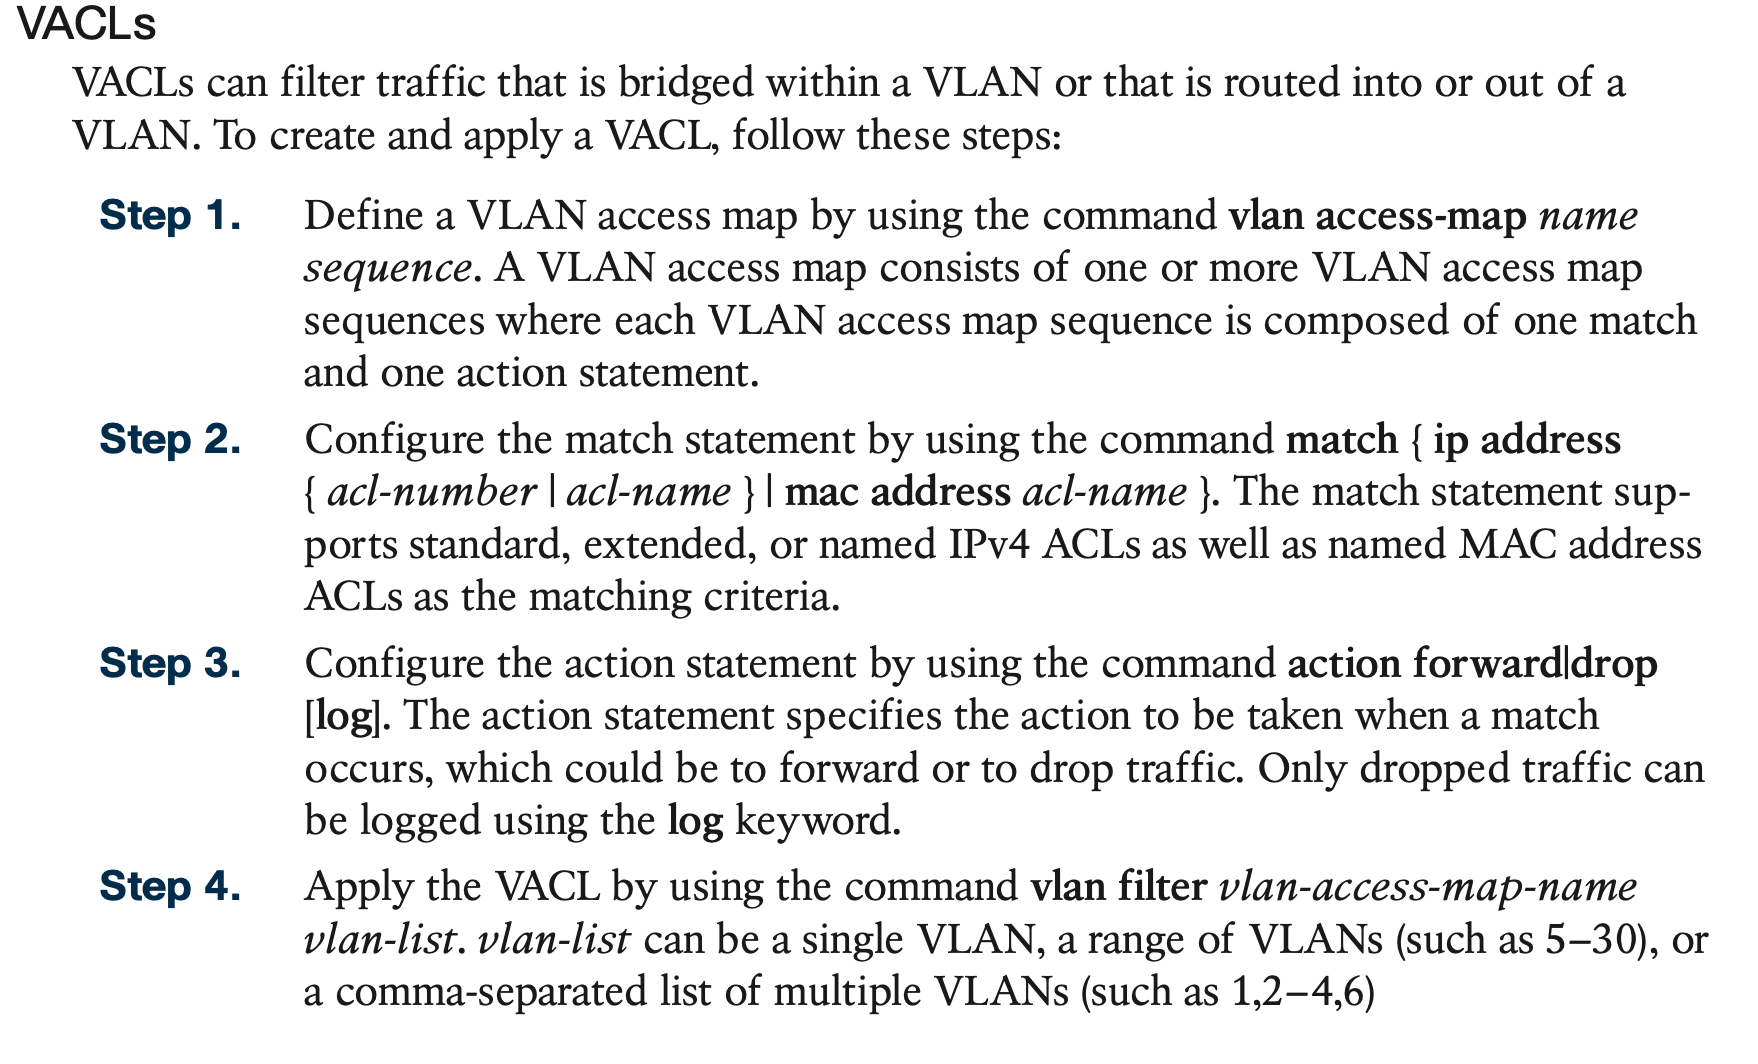 VACLs
VACLs can filter traffic that is bridged within a VLAN or that is routed into or out of a
VLAN. To create and apply a VACL, follow these steps:
Step 1. Define a VLAN access map by using the command vlan access-map name
sequence. A VLAN access map consists of one or more VLAN access map
sequences where each VLAN access map sequence is composed of one match
and one action statement.
Step 2. Configure the match statement by using the command match { ip address
{ acl-number | acl-name } | mac address acl-name }. The match statement sup-
ports standard, extended, or named IPv4 ACLs as well as named MAC address
ACLs as the matching criteria.
Step 3. Configure the action statement by using the command action forward|drop
[log]. The action statement specifies the action to be taken when a match
occurs, which could be to forward or to drop traffic. Only dropped traffic can
be logged using the log keyword.
Step 4. Apply the VACL by using the command vlan filter vlan-access-map-name
vlan-list. vlan-list can be a single VLAN, a range of VLANs (such as 5–30), or
a comma-separated list of multiple VLANs (such as 1,2–4,6)